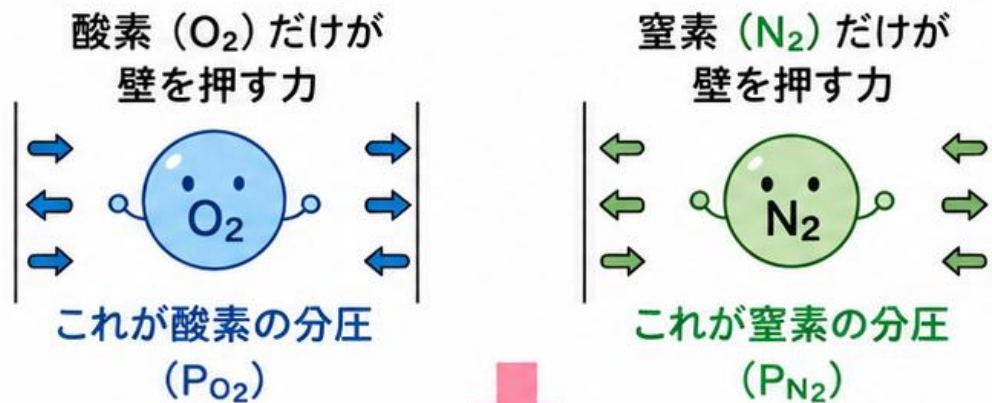 酸素（O₂）だけが
壁を押す力
O₂
これが酸素の分圧
（P_O₂）
窒素（N₂）だけが
壁を押す力
N₂
これが窒素の分圧
（P_N₂）